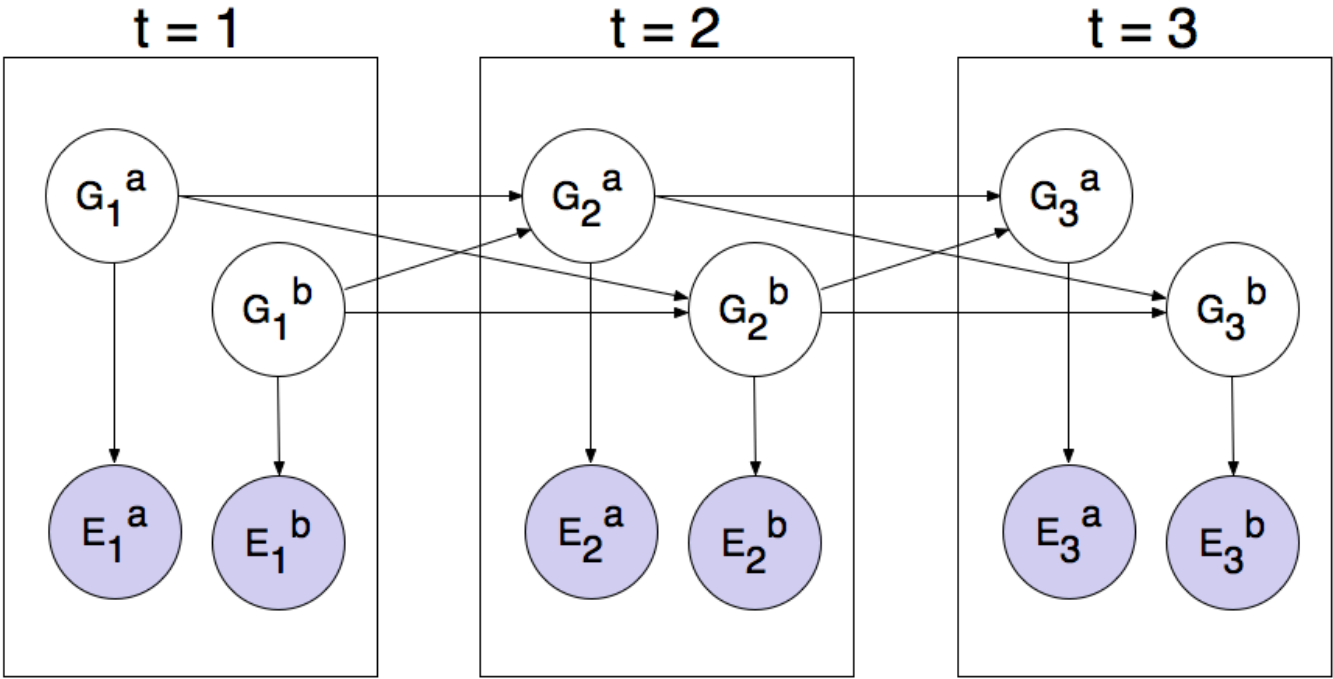 t = 1
t = 2
t = 3
G₁ᵃ
G₂ᵃ
G₃ᵃ
G₁ᵇ
G₂ᵇ
G₃ᵇ
E₁ᵃ
E₁ᵇ
E₂ᵃ
E₂ᵇ
E₃ᵃ
E₃ᵇ